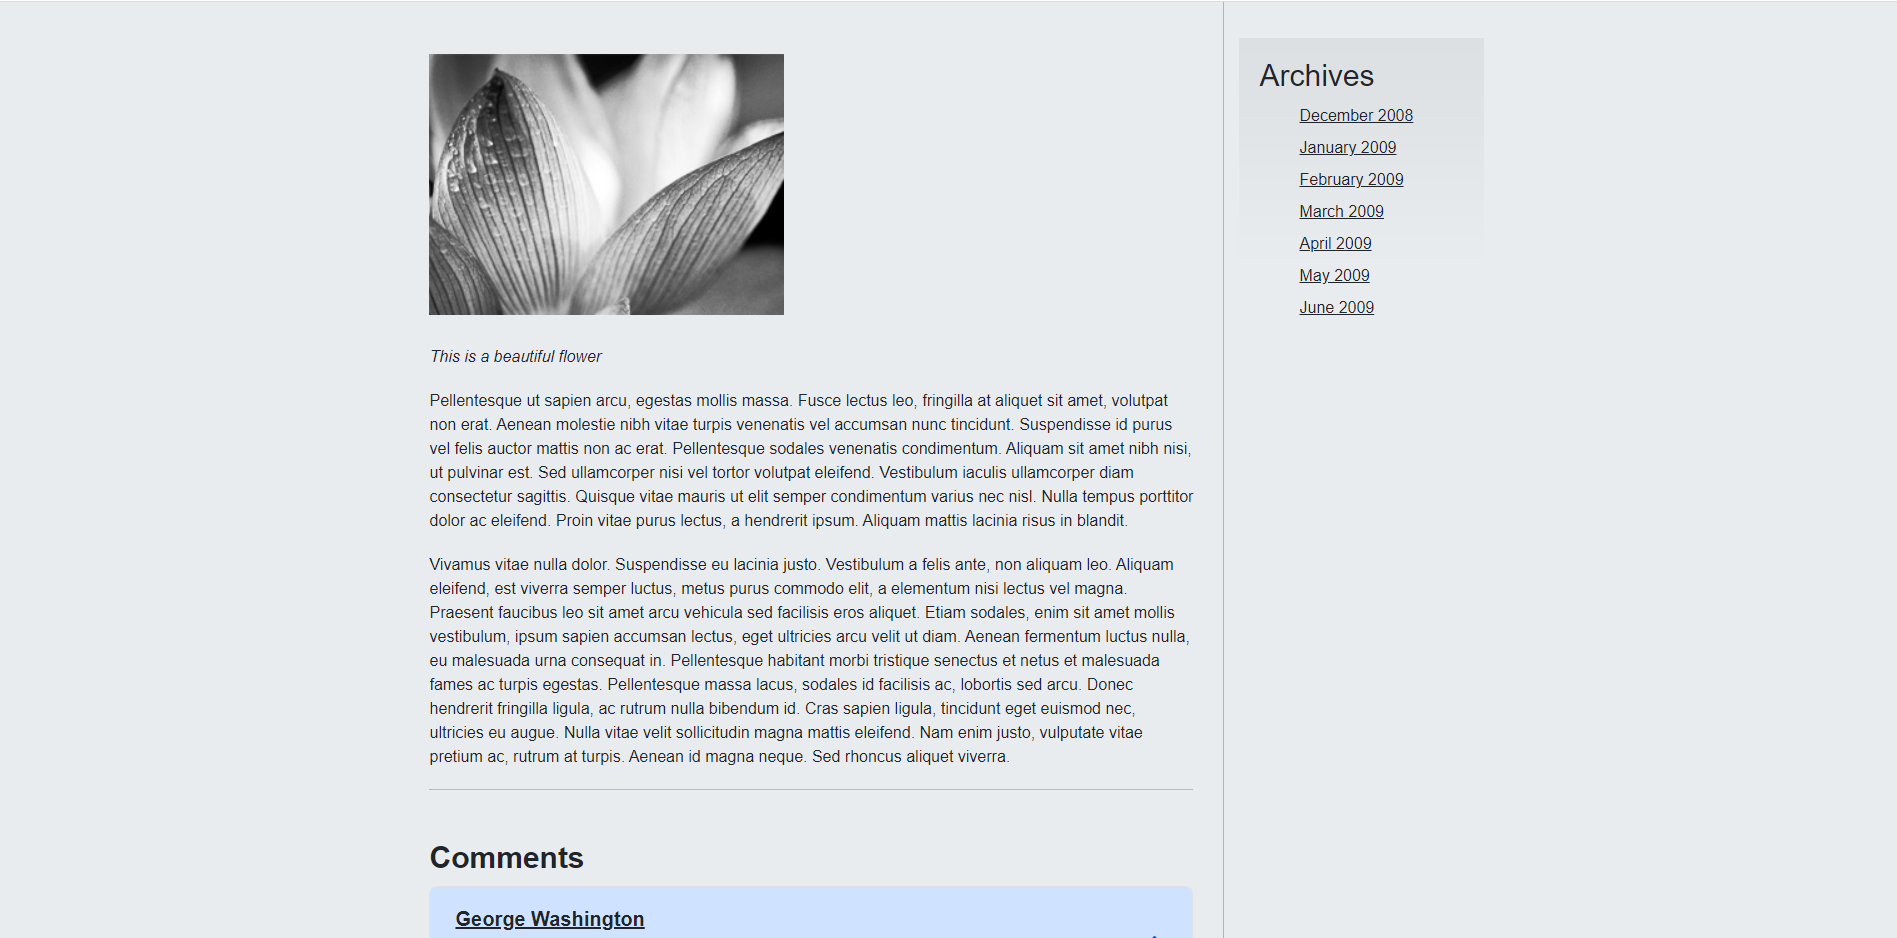 This is a beautiful flower
Pellentesque ut sapien arcu, egestas mollis massa. Fusce lectus leo, fringilla at aliquet sit amet, volutpat
non erat. Aenean molestie nibh vitae turpis venenatis vel accumsan nunc tincidunt. Suspendisse id purus
vel felis auctor mattis non ac erat. Pellentesque sodales venenatis condimentum. Aliquam sit amet nibh nisi,
ut pulvinar est. Sed ullamcorper nisi vel tortor volutpat eleifend. Vestibulum iaculis ullamcorper diam
consectetur sagittis. Quisque vitae mauris ut elit semper condimentum varius nec nisl. Nulla tempus porttitor
dolor ac eleifend. Proin vitae purus lectus, a hendrerit ipsum. Aliquam mattis lacinia risus in blandit.
Vivamus vitae nulla dolor. Suspendisse eu lacinia justo. Vestibulum a felis ante, non aliquam leo. Aliquam
eleifend, est viverra semper luctus, metus purus commodo elit, a elementum nisi lectus vel magna.
Praesent faucibus leo sit amet arcu vehicula sed facilisis eros aliquet. Etiam sodales, enim sit amet mollis
vestibulum, ipsum sapien accumsan lectus, eget ultricies arcu velit ut diam. Aenean fermentum luctus nulla,
eu malesuada urna consequat in. Pellentesque habitant morbi tristique senectus et netus et malesuada
fames ac turpis egestas. Pellentesque massa lacus, sodales id facilisis ac, lobortis sed arcu. Donec
hendrerit fringilla ligula, ac rutrum nulla bibendum id. Cras sapien ligula, tincidunt eget euismod nec,
ultricies eu augue. Nulla vitae velit sollicitudin magna mattis eleifend. Nam enim justo, vulputate vitae
pretium ac, rutrum at turpis. Aenean id magna neque. Sed rhoncus aliquet viverra.
Comments
George Washington
Archives
December 2008
January 2009
February 2009
March 2009
April 2009
May 2009
June 2009